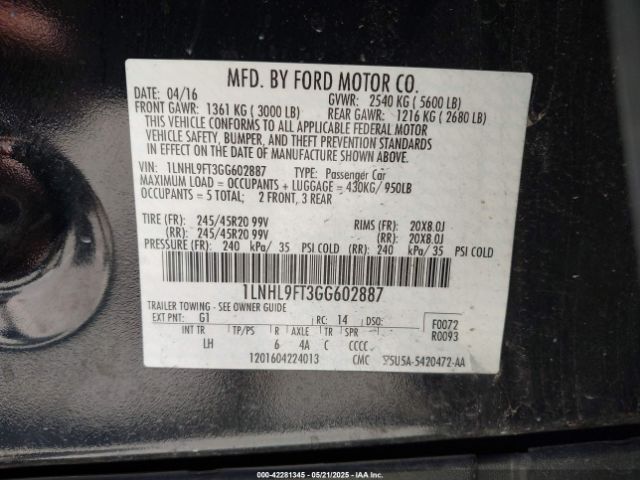 MFD. BY FORD MOTOR CO.
DATE: 04/16 GVWR: 2540 KG ( 5600 LB)
FRONT GAWR: 1361 KG ( 3000 LB) REAR GAWR: 1216 KG ( 2680 LB)
THIS VEHICLE CONFORMS TO ALL APPLICABLE FEDERAL MOTOR
VEHICLE SAFETY, BUMPER, AND THEFT PREVENTION STANDARDS
IN EFFECT ON THE DATE OF MANUFACTURE SHOWN ABOVE.
VIN: 1LNHL9FT3GG602887 TYPE: Passenger Car
MAXIMUM LOAD = OCCUPANTS + LUGGAGE = 430KG/ 950LB
OCCUPANTS = 5 TOTAL; 2 FRONT, 3 REAR
TIRE (FR): 245/45R20 99V RIMS (FR): 20X8.0J
(RR): 245/45R20 99V (RR): 20X8.0J
PRESSURE (FR): 240 kPa/ 35 PSI COLD (RR): 240 kPa/ 35 PSI COLD
1LNHL9FT3GG602887
TRAILER TOWING - SEE OWNER GUIDE
EXT PNT: G1 RC: 14 DSO: F0072
INT TR TP/PS R AXLE TR SPR R0093
LH 6 4A C CCCC
1201604224013 CMC 5U5A-5420472-AA
000-42281345 - 05/21/2025 - IAA Inc.